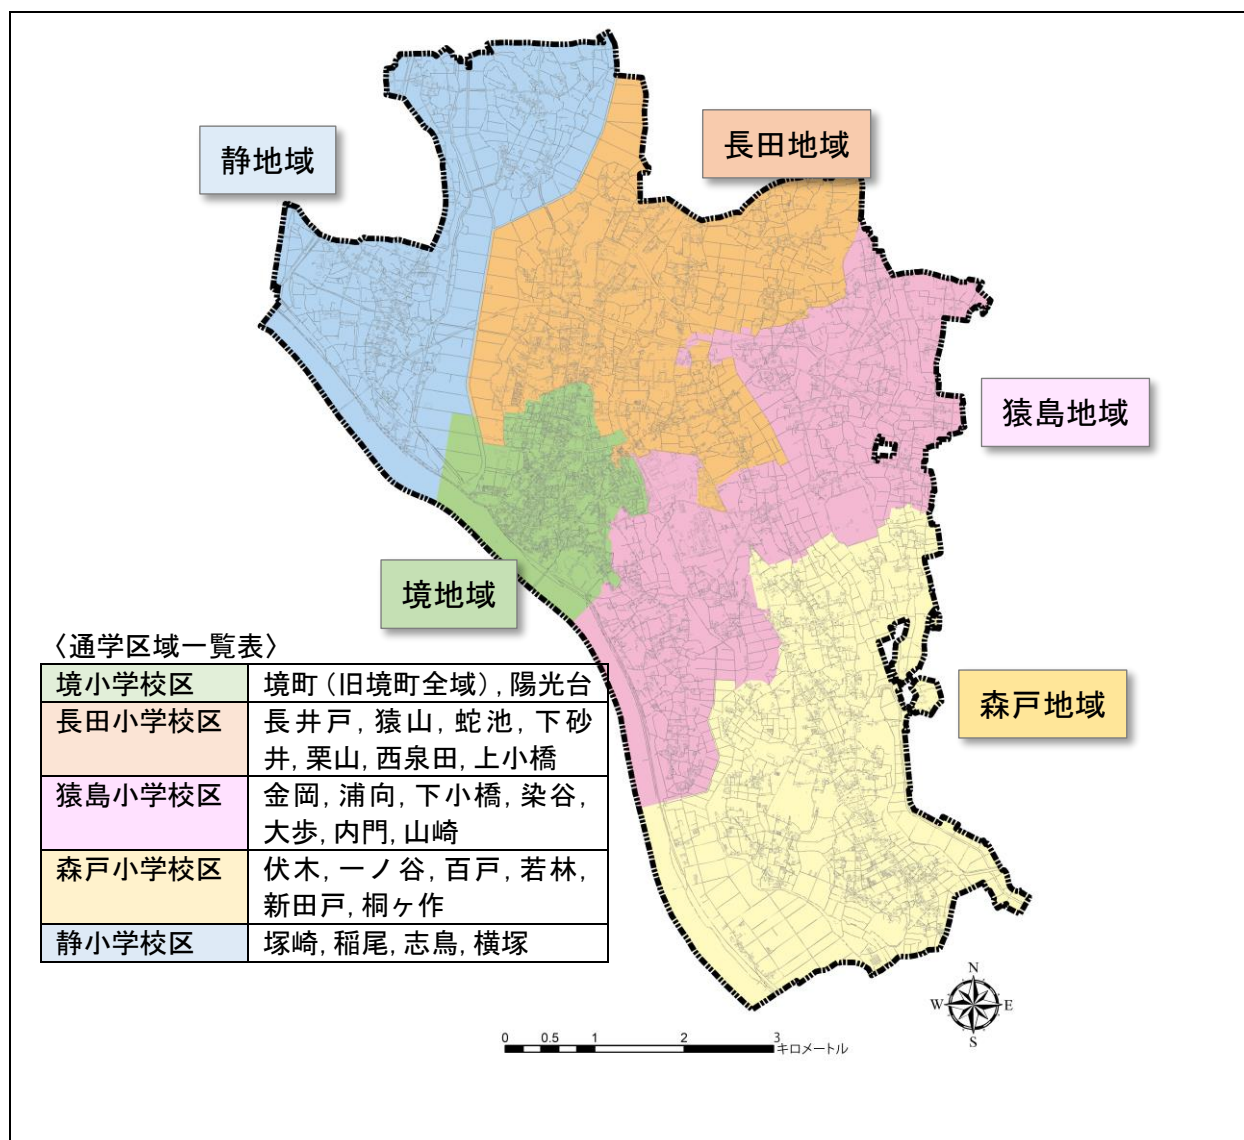 静地域
長田地域
猿島地域
境地域
森戸地域
〈通学区域一覧表〉
境小学校区 境町（旧境町全域）, 陽光台
長田小学校区 長井戸, 猿山, 蛇池, 下砂
井, 栗山, 西泉田, 上小橋
猿島小学校区 金岡, 浦向, 下小橋, 染谷,
大歩, 内門, 山崎
森戸小学校区 伏木, 一ノ谷, 百戸, 若林,
新田戸, 桐ヶ作
静小学校区 塚崎, 稲尾, 志鳥, 横塚
N
W E
S
0 0.5 1 2 3
キロメートル